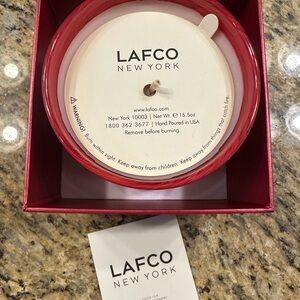 LAFCO
NEW YORK
www.lafco.com
New York 10003 | Net Wt. ℮ 15.5oz
1800 362 3677 | Hand Poured in USA
Remove before burning.
WARNING! Burn within sight. Keep away from children. Keep away from things that catch fire.
LAFCO
NEW YORK